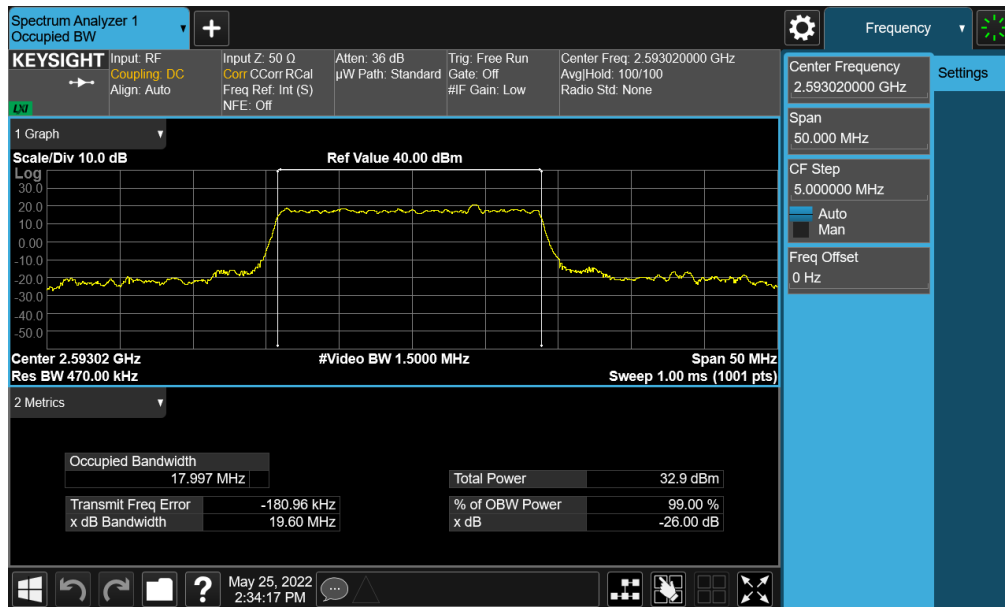 Spectrum Analyzer 1
Occupied BW
Frequency
KEYSIGHT
LXI
Input: RF
Coupling: DC
Align: Auto
Input Z: 50 Ω
Corr CCorr RCal
Freq Ref: Int (S)
NFE: Off
Atten: 36 dB
µW Path: Standard
Trig: Free Run
Gate: Off
#IF Gain: Low
Center Freq: 2.593020000 GHz
Avg|Hold: 100/100
Radio Std: None
Center Frequency
2.593020000 GHz
Settings
Span
50.000 MHz
CF Step
5.000000 MHz
Auto
Man
Freq Offset
0 Hz
1 Graph
Scale/Div 10.0 dB
Ref Value 40.00 dBm
Log
30.0
20.0
10.0
0.00
-10.0
-20.0
-30.0
-40.0
-50.0
Center 2.59302 GHz
#Video BW 1.5000 MHz
Span 50 MHz
Res BW 470.00 kHz
Sweep 1.00 ms (1001 pts)
2 Metrics
Occupied Bandwidth
17.997 MHz
Total Power 32.9 dBm
Transmit Freq Error -180.96 kHz
% of OBW Power 99.00 %
x dB Bandwidth 19.60 MHz
x dB -26.00 dB
?
May 25, 2022
2:34:17 PM